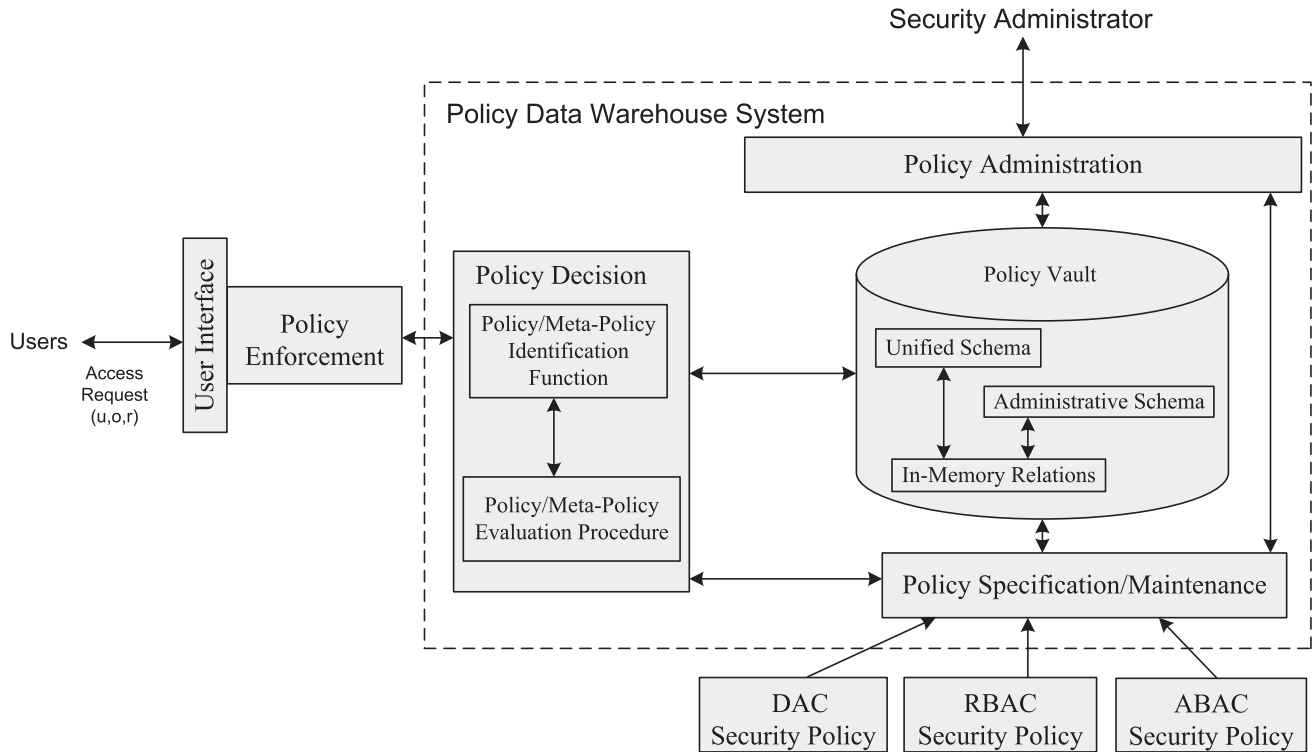 Security Administrator
Policy Data Warehouse System
Policy Administration
Policy Vault
Unified Schema
Administrative Schema
In-Memory Relations
Policy Decision
Policy/Meta-Policy
Identification
Function
Policy/Meta-Policy
Evaluation Procedure
User Interface
Policy
Enforcement
Users
Access
Request
(u,o,r)
Policy Specification/Maintenance
DAC
Security Policy
RBAC
Security Policy
ABAC
Security Policy